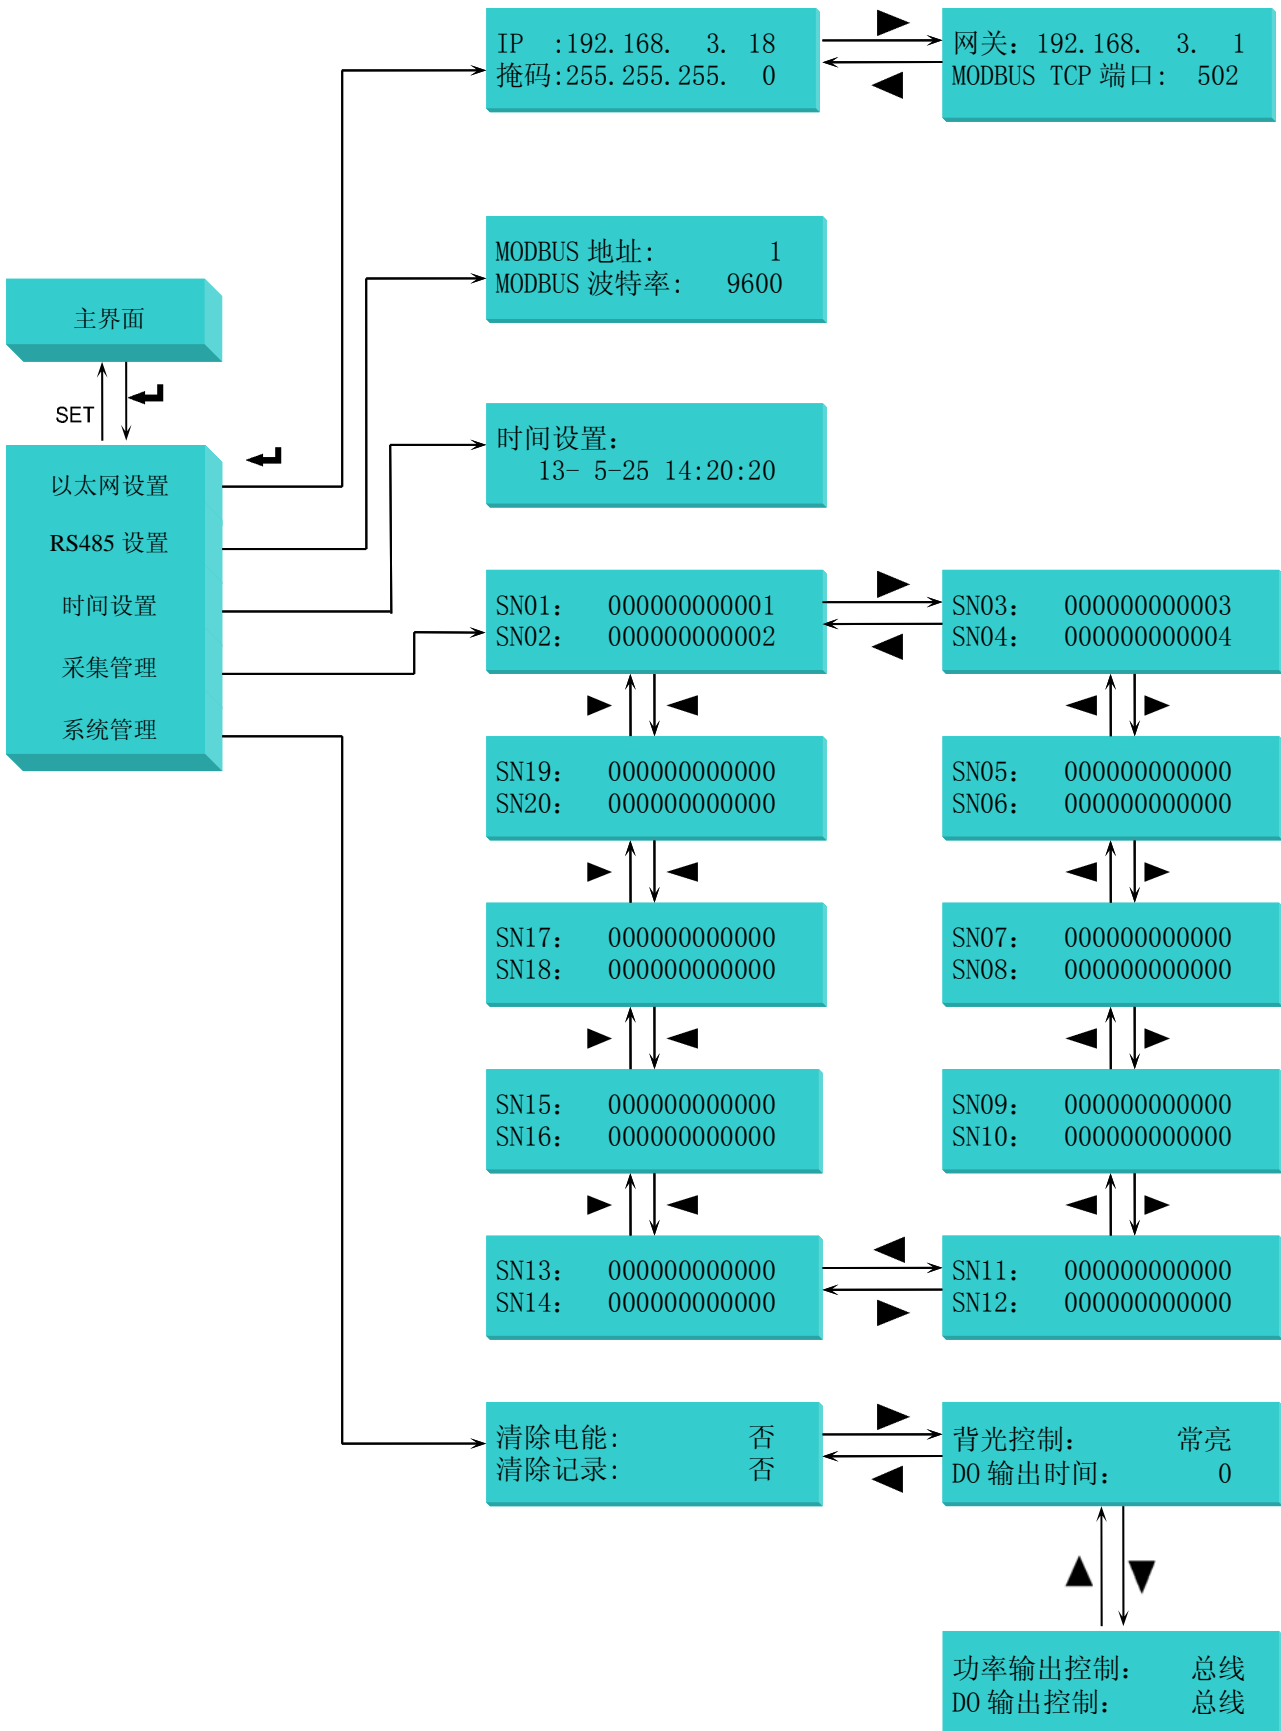 IP :192.168. 3. 18
掩码:255.255.255. 0
网关: 192.168. 3. 1
MODBUS TCP 端口: 502
MODBUS 地址: 1
MODBUS 波特率: 9600
主界面
SET
时间设置:
13- 5-25 14:20:20
以太网设置
RS485 设置
时间设置
采集管理
系统管理
SN01: 000000000001
SN02: 000000000002
SN03: 000000000003
SN04: 000000000004
SN19: 000000000000
SN20: 000000000000
SN05: 000000000000
SN06: 000000000000
SN17: 000000000000
SN18: 000000000000
SN07: 000000000000
SN08: 000000000000
SN15: 000000000000
SN16: 000000000000
SN09: 000000000000
SN10: 000000000000
SN13: 000000000000
SN14: 000000000000
SN11: 000000000000
SN12: 000000000000
清除电能: 否
清除记录: 否
背光控制: 常亮
DO 输出时间: 0
功率输出控制: 总线
DO 输出控制: 总线